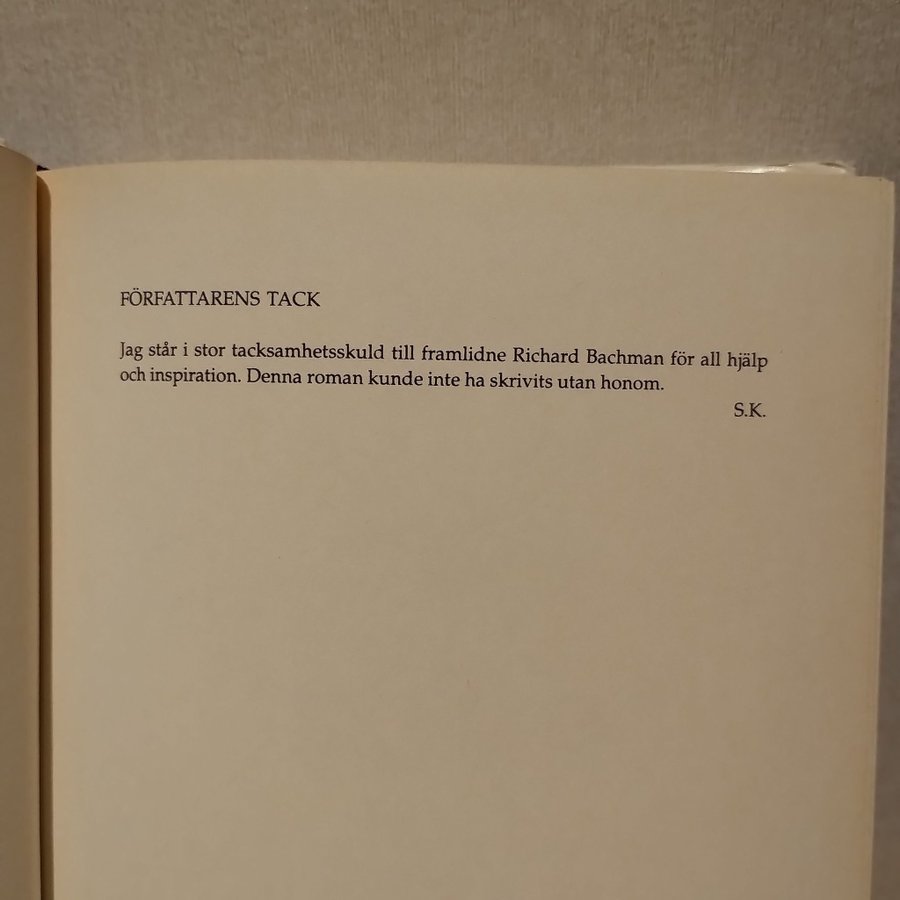 FÖRFATTARENS TACK
Jag står i stor tacksamhetsskuld till framlidne Richard Bachman för all hjälp
och inspiration. Denna roman kunde inte ha skrivits utan honom.
S.K.